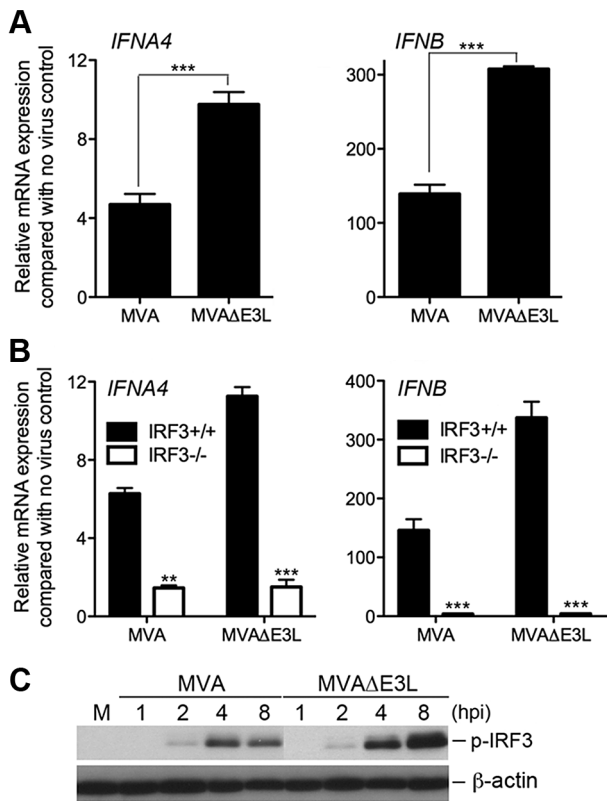 A
IFNA4
IFNB
Relative mRNA expression
compared with no virus control
12
8
4
0
***
MVA
MVAΔE3L
300
200
100
0
***
MVA
MVAΔE3L
B
IFNA4
IFNB
Relative mRNA expression
compared with no virus control
12
8
4
0
IRF3+/+
IRF3-/-
**
***
MVA
MVAΔE3L
400
300
200
100
0
IRF3+/+
IRF3-/-
***
***
MVA
MVAΔE3L
C
MVA MVAΔE3L
M 1 2 4 8 1 2 4 8 (hpi)
p-IRF3
β-actin